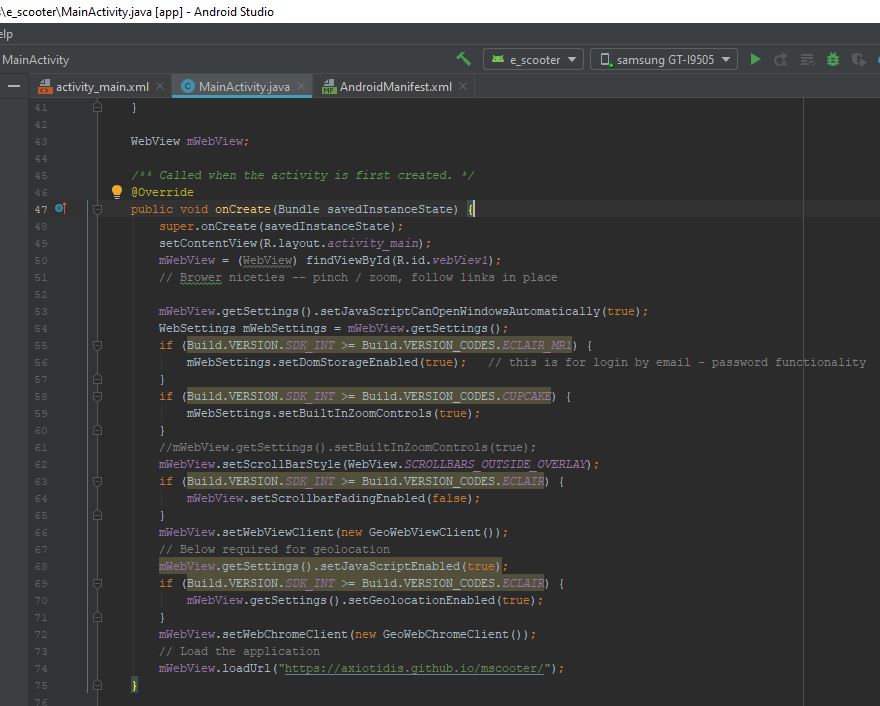 \e_scooter\MainActivity.java [app] - Android Studio
elp
MainActivity
e_scooter
samsung GT-I9505
activity_main.xml
MainActivity.java
AndroidManifest.xml
41 }
42
43 WebView mWebView;
44
45 /** Called when the activity is first created. */
46 @Override
47 public void onCreate(Bundle savedInstanceState) {
48 super.onCreate(savedInstanceState);
49 setContentView(R.layout.activity_main);
50 mWebView = (WebView) findViewById(R.id.webView1);
51 // Brower niceties -- pinch / zoom, follow links in place
52
53 mWebView.getSettings().setJavaScriptCanOpenWindowsAutomatically(true);
54 WebSettings mWebSettings = mWebView.getSettings();
55 if (Build.VERSION.SDK_INT >= Build.VERSION_CODES.ECLAIR_MR1) {
56 mWebSettings.setDomStorageEnabled(true); // this is for login by email - password functionality
57 }
58 if (Build.VERSION.SDK_INT >= Build.VERSION_CODES.CUPCAKE) {
59 mWebSettings.setBuiltInZoomControls(true);
60 }
61 //mWebView.getSettings().setBuiltInZoomControls(true);
62 mWebView.setScrollBarStyle(WebView.SCROLLBARS_OUTSIDE_OVERLAY);
63 if (Build.VERSION.SDK_INT >= Build.VERSION_CODES.ECLAIR) {
64 mWebView.setScrollbarFadingEnabled(false);
65 }
66 mWebView.setWebViewClient(new GeoWebViewClient());
67 // Below required for geolocation
68 mWebView.getSettings().setJavaScriptEnabled(true);
69 if (Build.VERSION.SDK_INT >= Build.VERSION_CODES.ECLAIR) {
70 mWebView.getSettings().setGeolocationEnabled(true);
71 }
72 mWebView.setWebChromeClient(new GeoWebChromeClient());
73 // Load the application
74 mWebView.loadUrl("https://axiotidis.github.io/mscooter/");
75 }
76